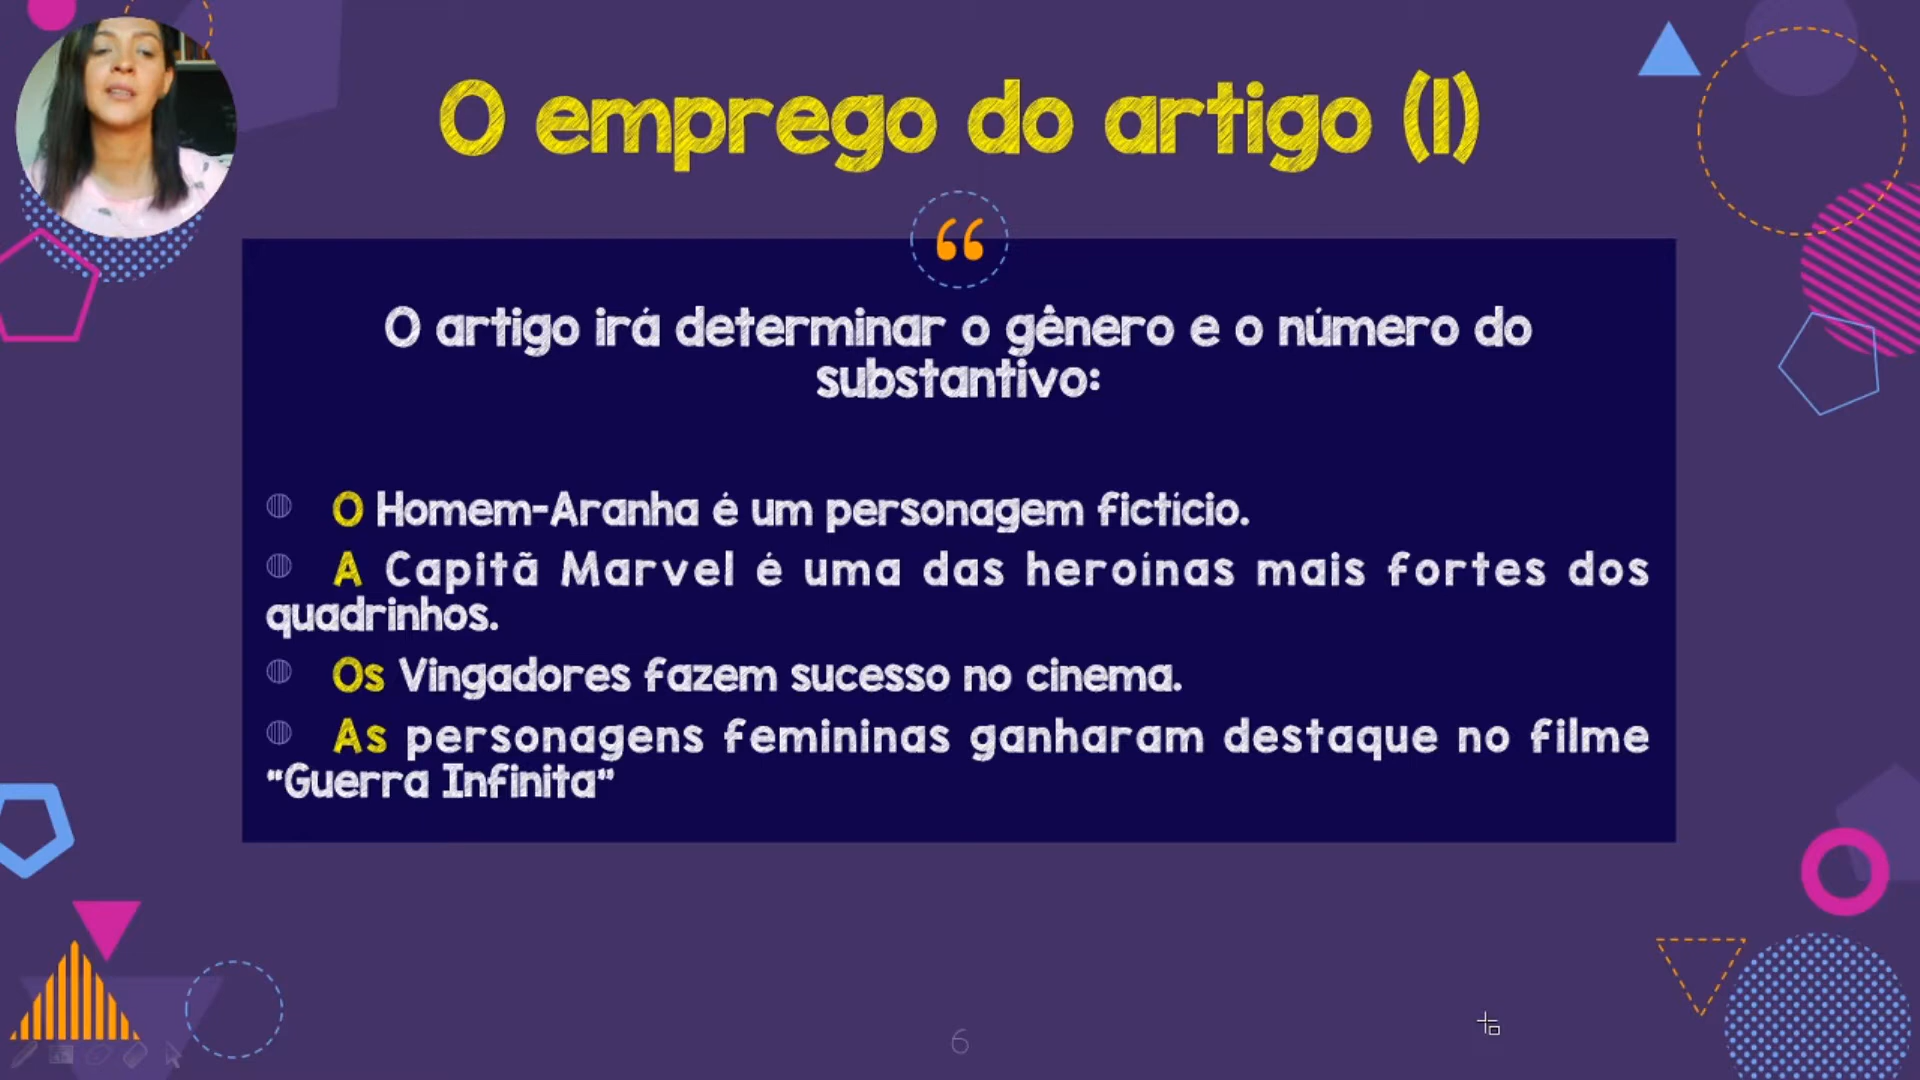 O emprego do artigo (I)
“
O artigo irá determinar o gênero e o número do
substantivo:
O Homem-Aranha é um personagem fictício.
A Capitã Marvel é uma das heroínas mais fortes dos
quadrinhos.
Os Vingadores fazem sucesso no cinema.
As personagens femininas ganharam destaque no filme
“Guerra Infinita”
6